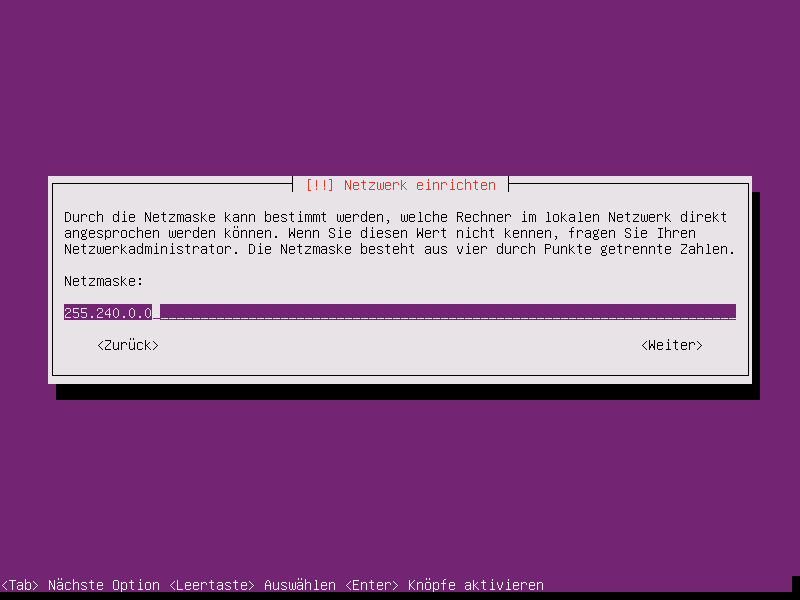 [!!] Netzwerk einrichten
Durch die Netzmaske kann bestimmt werden, welche Rechner im lokalen Netzwerk direkt
angesprochen werden können. Wenn Sie diesen Wert nicht kennen, fragen Sie Ihren
Netzwerkadministrator. Die Netzmaske besteht aus vier durch Punkte getrennte Zahlen.
Netzmaske:
255.240.0.0
<Zurück> <Weiter>
<Tab> Nächste Option <Leertaste> Auswählen <Enter> Knöpfe aktivieren